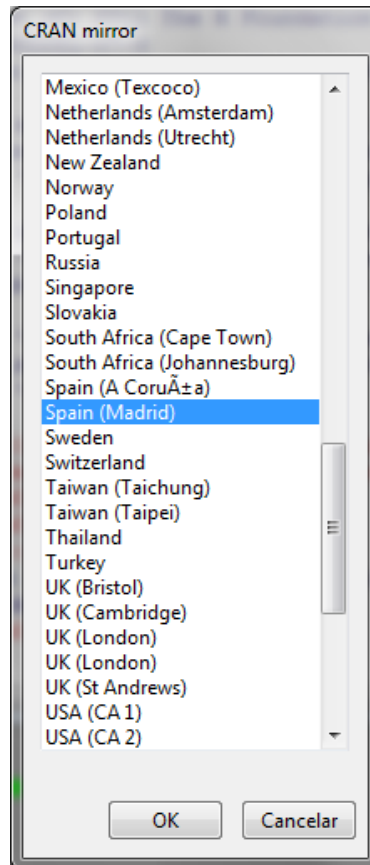 CRAN mirror
Mexico (Texcoco)
Netherlands (Amsterdam)
Netherlands (Utrecht)
New Zealand
Norway
Poland
Portugal
Russia
Singapore
Slovakia
South Africa (Cape Town)
South Africa (Johannesburg)
Spain (A CoruÃ±a)
Spain (Madrid)
Sweden
Switzerland
Taiwan (Taichung)
Taiwan (Taipei)
Thailand
Turkey
UK (Bristol)
UK (Cambridge)
UK (London)
UK (London)
UK (St Andrews)
USA (CA 1)
USA (CA 2)
OK Cancelar